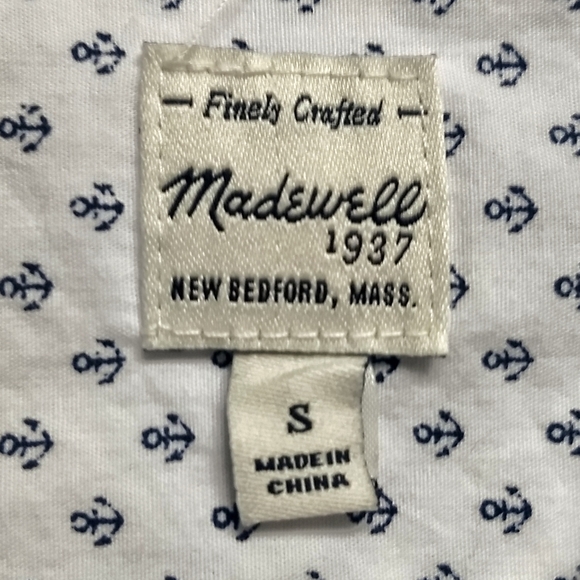 — Finely Crafted —
Madewell
1937
NEW BEDFORD, MASS.
S
MADE IN
CHINA